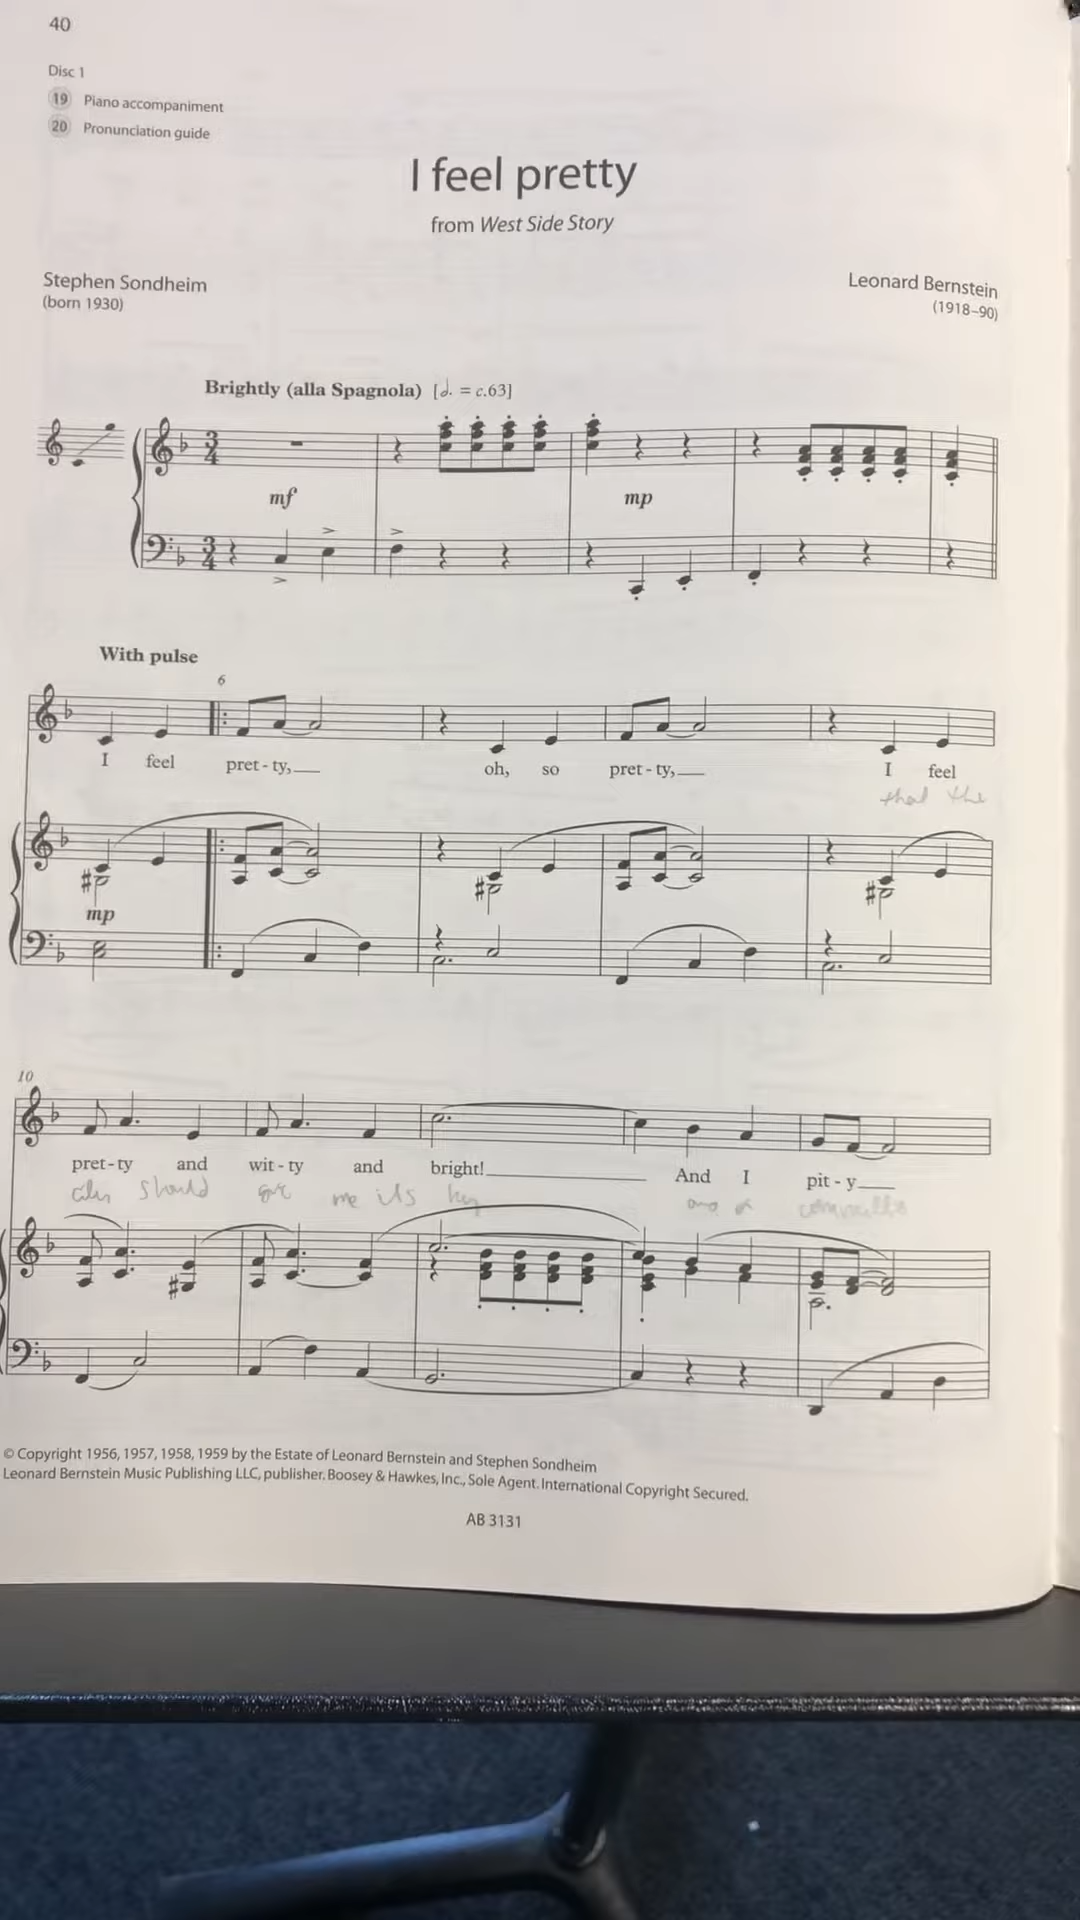 40
Disc 1
19 Piano accompaniment
20 Pronunciation guide
I feel pretty
from West Side Story
Stephen Sondheim
(born 1930)
Leonard Bernstein
(1918–90)
Brightly (alla Spagnola) [𝅗𝅥. = c.63]
mf
mp
With pulse
6
I feel pret-ty, oh, so pret-ty, I feel
that the
mp
10
pret-ty and wit-ty and bright! And I pit-y
should me its key
© Copyright 1956, 1957, 1958, 1959 by the Estate of Leonard Bernstein and Stephen Sondheim
Leonard Bernstein Music Publishing LLC, publisher. Boosey & Hawkes, Inc., Sole Agent. International Copyright Secured.
AB 3131